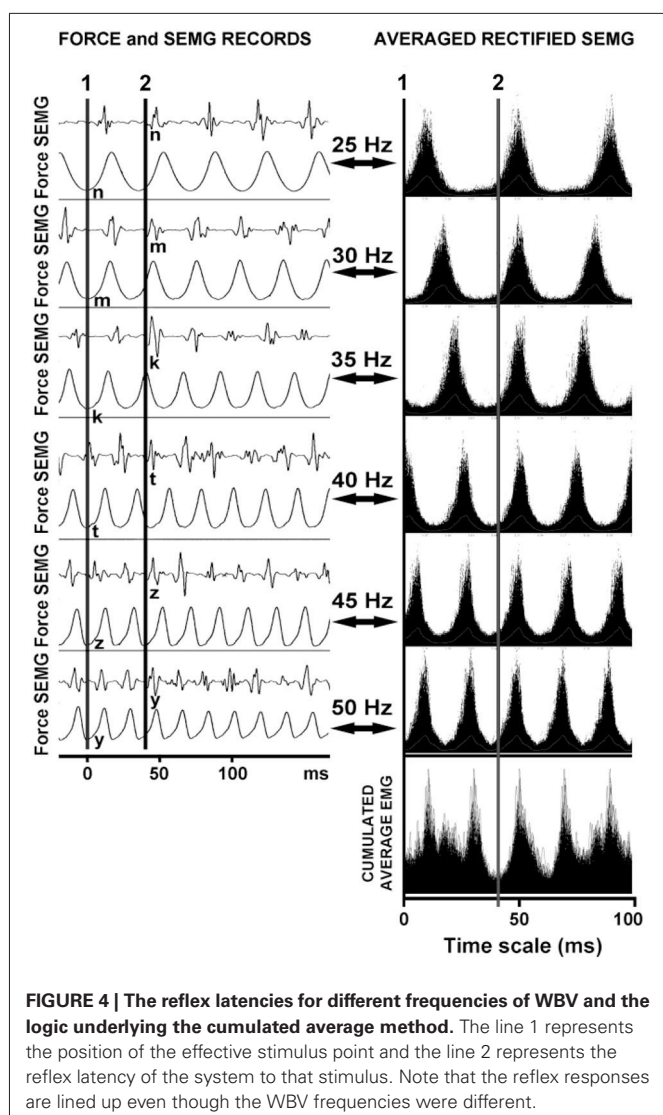 FORCE and SEMG RECORDS
AVERAGED RECTIFIED SEMG
1 2
1 2
Force SEMG
n
n
25 Hz
Force SEMG
m
m
30 Hz
Force SEMG
k
k
35 Hz
Force SEMG
t
t
40 Hz
Force SEMG
z
z
45 Hz
Force SEMG
y
y
50 Hz
0 50 100 ms
CUMULATED
AVERAGE EMG
0 50 100
Time scale (ms)
FIGURE 4 | The reflex latencies for different frequencies of WBV and the
logic underlying the cumulated average method. The line 1 represents
the position of the effective stimulus point and the line 2 represents the
reflex latency of the system to that stimulus. Note that the reflex responses
are lined up even though the WBV frequencies were different.